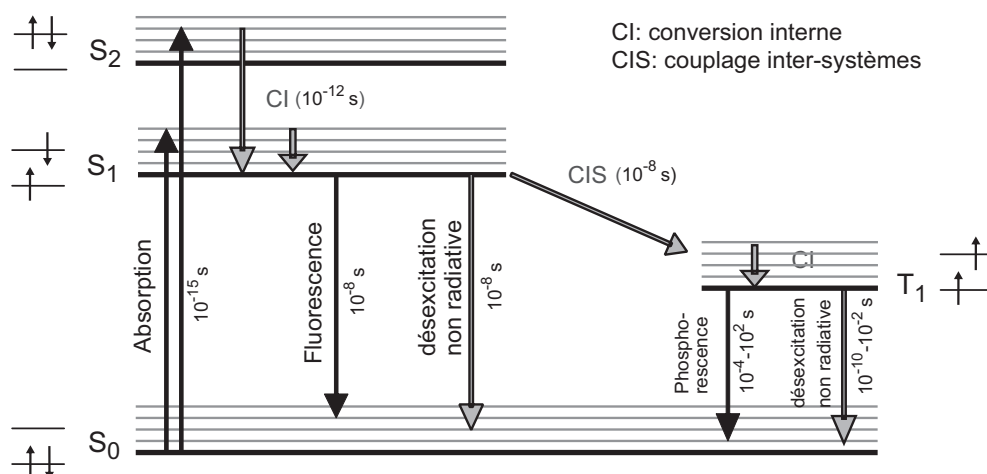 CI: conversion interne
CIS: couplage inter-systèmes
S2
CI (10-12 s)
S1
CIS (10-8 s)
Absorption
10-15 s
Fluorescence
10-8 s
désexcitation
non radiative
10-8 s
CI
T1
Phospho-
rescence
10-4-102 s
désexcitation
non radiative
10-10-10-2 s
S0